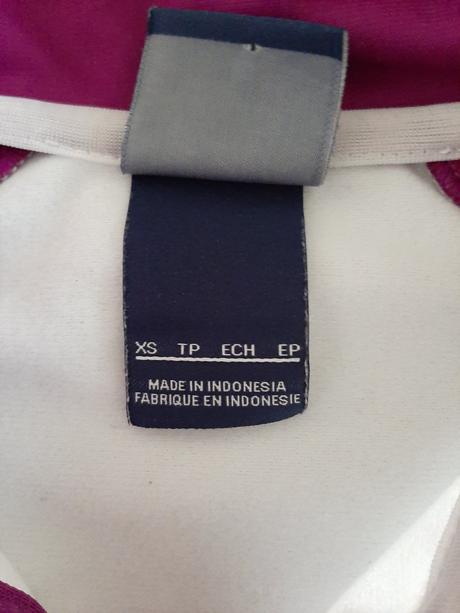 XS TP ECH EP
MADE IN INDONESIA
FABRIQUE EN INDONESIE